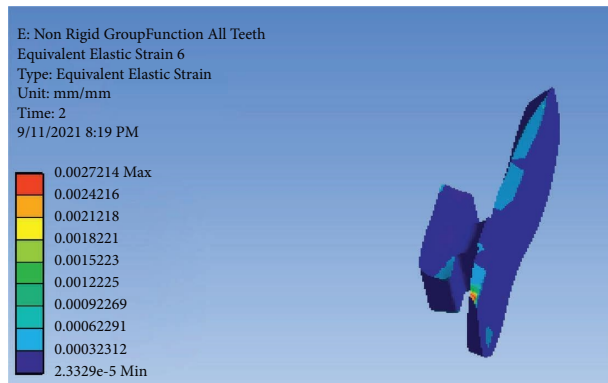 E: Non Rigid GroupFunction All Teeth
Equivalent Elastic Strain 6
Type: Equivalent Elastic Strain
Unit: mm/mm
Time: 2
9/11/2021 8:19 PM
0.0027214 Max
0.0024216
0.0021218
0.0018221
0.0015223
0.0012225
0.00092269
0.00062291
0.00032312
2.3329e-5 Min